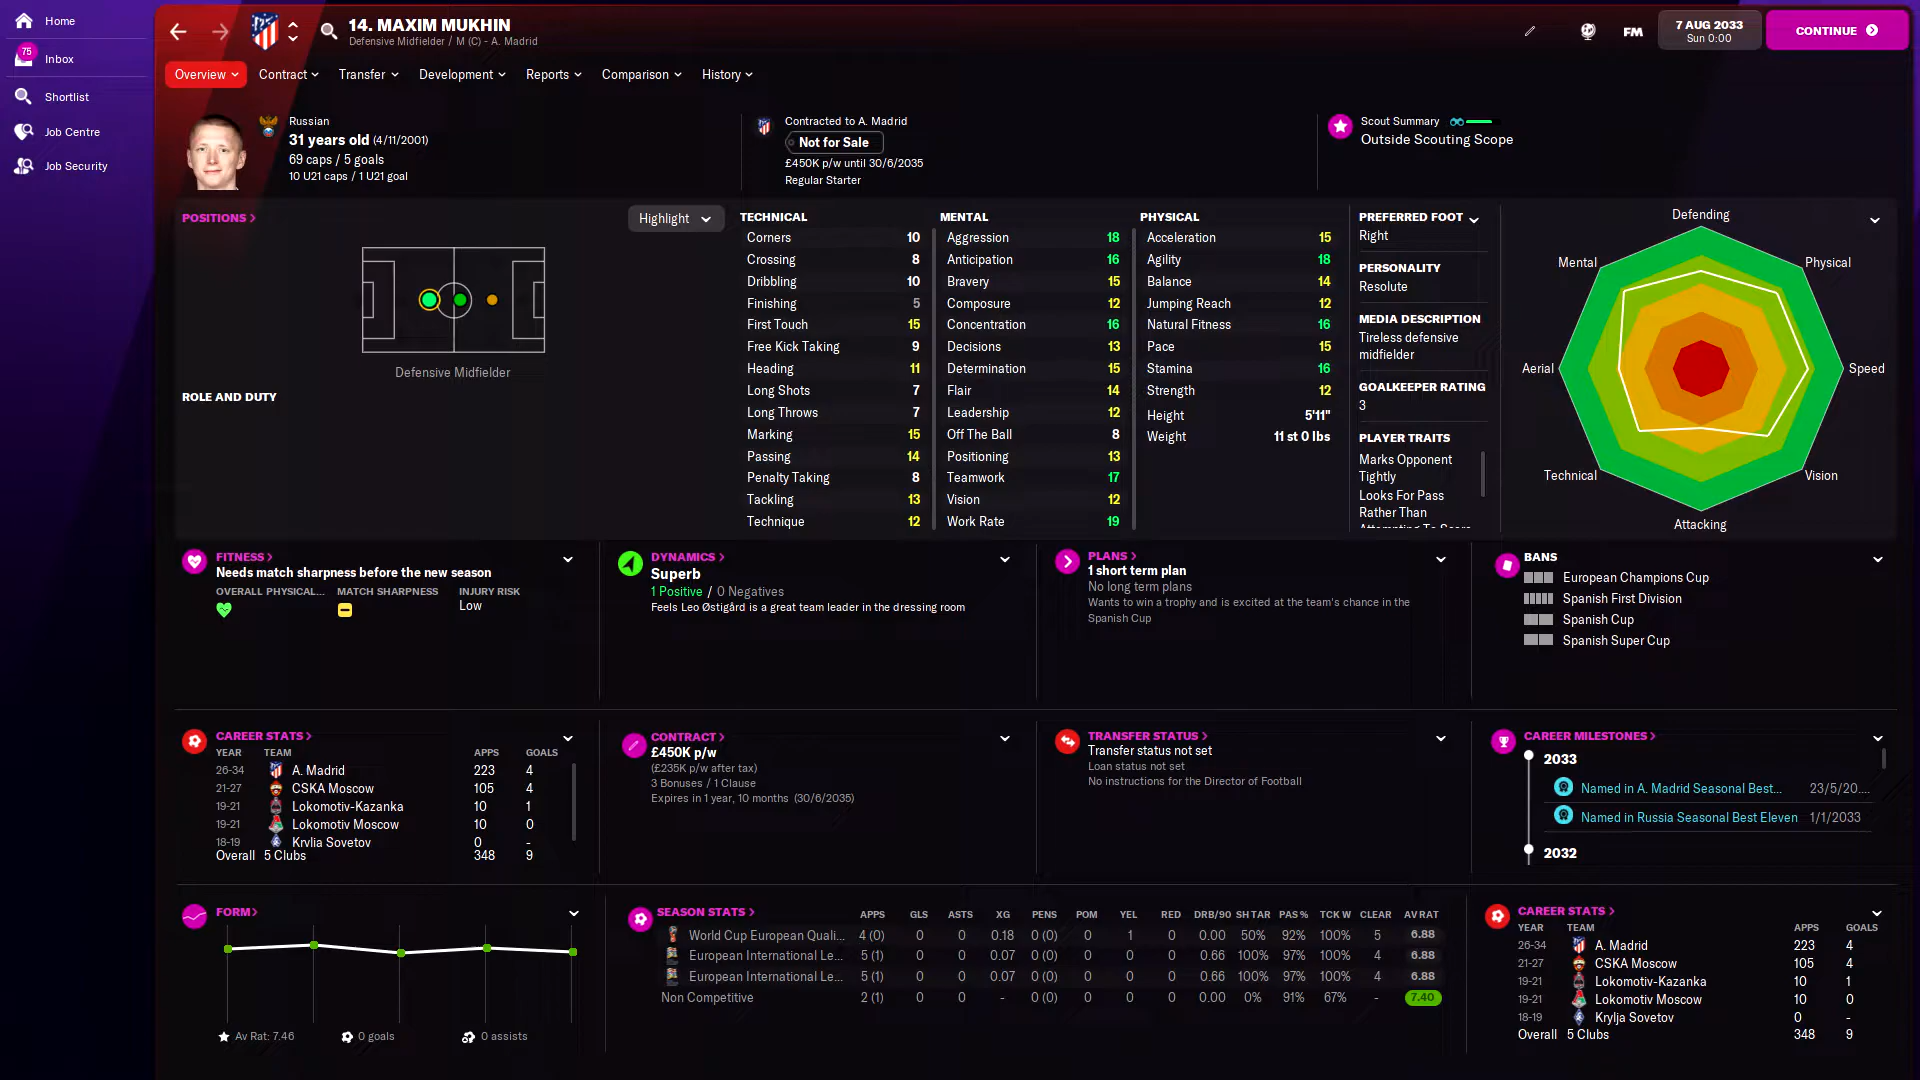 Home
75
Inbox
Shortlist
Job Centre
Job Security
14. MAXIM MUKHIN
Defensive Midfielder / M (C) - A. Madrid
FM
7 AUG 2033
Sun 0:00
CONTINUE
Overview
Contract
Transfer
Development
Reports
Comparison
History
Russian
31 years old (4/11/2001)
69 caps / 5 goals
10 U21 caps / 1 U21 goal
Contracted to A. Madrid
Not for Sale
£450K p/w until 30/6/2035
Regular Starter
Scout Summary
Outside Scouting Scope
POSITIONS
Highlight
Defensive Midfielder
ROLE AND DUTY
TECHNICAL
Corners 10
Crossing 8
Dribbling 10
Finishing 5
First Touch 15
Free Kick Taking 9
Heading 11
Long Shots 7
Long Throws 7
Marking 15
Passing 14
Penalty Taking 8
Tackling 13
Technique 12
MENTAL
Aggression 18
Anticipation 16
Bravery 15
Composure 12
Concentration 16
Decisions 13
Determination 15
Flair 14
Leadership 12
Off The Ball 8
Positioning 13
Teamwork 17
Vision 12
Work Rate 19
PHYSICAL
Acceleration 15
Agility 18
Balance 14
Jumping Reach 12
Natural Fitness 16
Pace 15
Stamina 16
Strength 12
Height 5'11"
Weight 11 st 0 lbs
PREFERRED FOOT
Right
PERSONALITY
Resolute
MEDIA DESCRIPTION
Tireless defensive
midfielder
GOALKEEPER RATING
3
PLAYER TRAITS
Marks Opponent
Tightly
Looks For Pass
Rather Than
Attempting To Score
Defending
Mental
Physical
Aerial
Speed
Technical
Vision
Attacking
FITNESS
Needs match sharpness before the new season
OVERALL PHYSICAL... MATCH SHARPNESS INJURY RISK
Low
DYNAMICS
Superb
1 Positive / 0 Negatives
Feels Leo Østigård is a great team leader in the dressing room
PLANS
1 short term plan
No long term plans
Wants to win a trophy and is excited at the team's chance in the
Spanish Cup
BANS
European Champions Cup
Spanish First Division
Spanish Cup
Spanish Super Cup
CAREER STATS
YEAR TEAM APPS GOALS
26-34 A. Madrid 223 4
21-27 CSKA Moscow 105 4
19-21 Lokomotiv-Kazanka 10 1
19-21 Lokomotiv Moscow 10 0
18-19 Krylia Sovetov 0 -
Overall 5 Clubs 348 9
CONTRACT
£450K p/w
(£235K p/w after tax)
3 Bonuses / 1 Clause
Expires in 1 year, 10 months (30/6/2035)
TRANSFER STATUS
Transfer status not set
Loan status not set
No instructions for the Director of Football
CAREER MILESTONES
2033
Named in A. Madrid Seasonal Best... 23/5/20....
Named in Russia Seasonal Best Eleven 1/1/2033
2032
FORM
Av Rat: 7.46 0 goals 0 assists
SEASON STATS APPS GLS ASTS XG PENS POM YEL RED DRB/90 SH TAR PAS % TCK W CLEAR AV RAT
World Cup European Quali... 4 (0) 0 0 0.18 0 (0) 0 1 0 0.00 50% 92% 100% 5 6.88
European International Le... 5 (1) 0 0 0.07 0 (0) 0 0 0 0.66 100% 97% 100% 4 6.88
European International Le... 5 (1) 0 0 0.07 0 (0) 0 0 0 0.66 100% 97% 100% 4 6.88
Non Competitive 2 (1) 0 0 - 0 (0) 0 0 0 0.00 0% 91% 67% - 7.40
CAREER STATS
YEAR TEAM APPS GOALS
26-34 A. Madrid 223 4
21-27 CSKA Moscow 105 4
19-21 Lokomotiv-Kazanka 10 1
19-21 Lokomotiv Moscow 10 0
18-19 Krylja Sovetov 0 -
Overall 5 Clubs 348 9